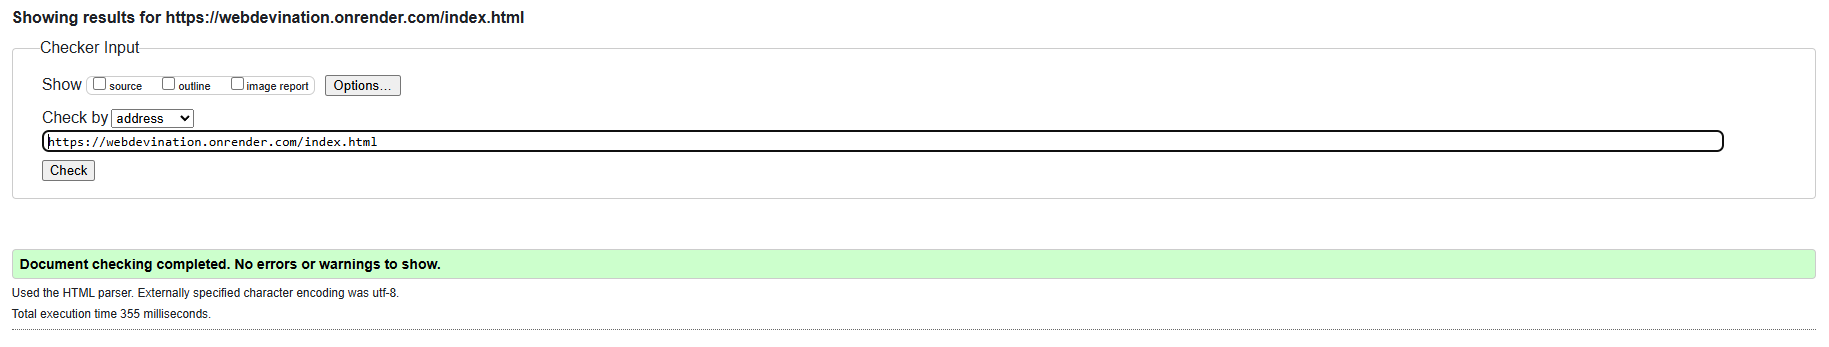 Showing results for https://webdevination.onrender.com/index.html
Checker Input
Show source outline image report Options...
Check by address
https://webdevination.onrender.com/index.html
Check
Document checking completed. No errors or warnings to show.
Used the HTML parser. Externally specified character encoding was utf-8.
Total execution time 355 milliseconds.